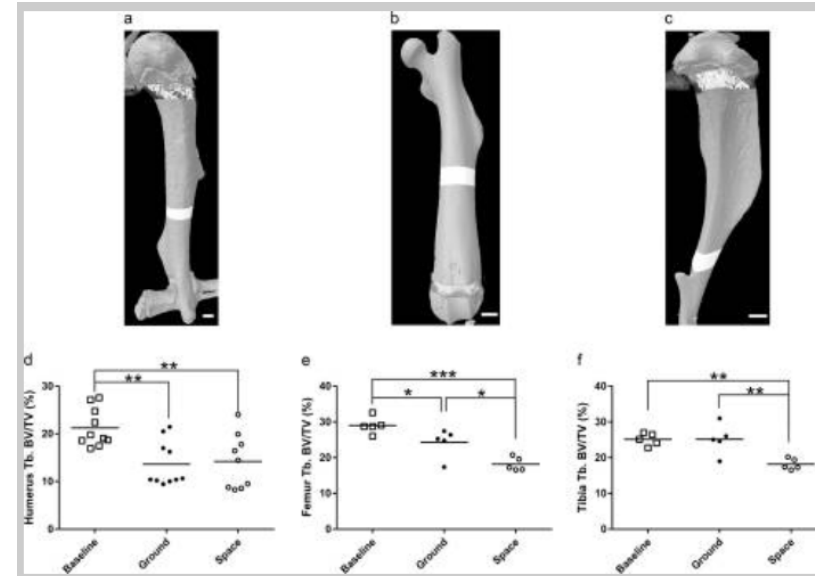 a
b
c
d
Humerus Tb. BV/TV (%)
30
20
10
0
**
**
Baseline
Ground
Space
e
Femur Tb. BV/TV (%)
40
30
20
10
0
***
*
*
Baseline
Ground
Space
f
Tibia Tb. BV/TV (%)
40
30
20
10
0
**
**
Baseline
Ground
Space